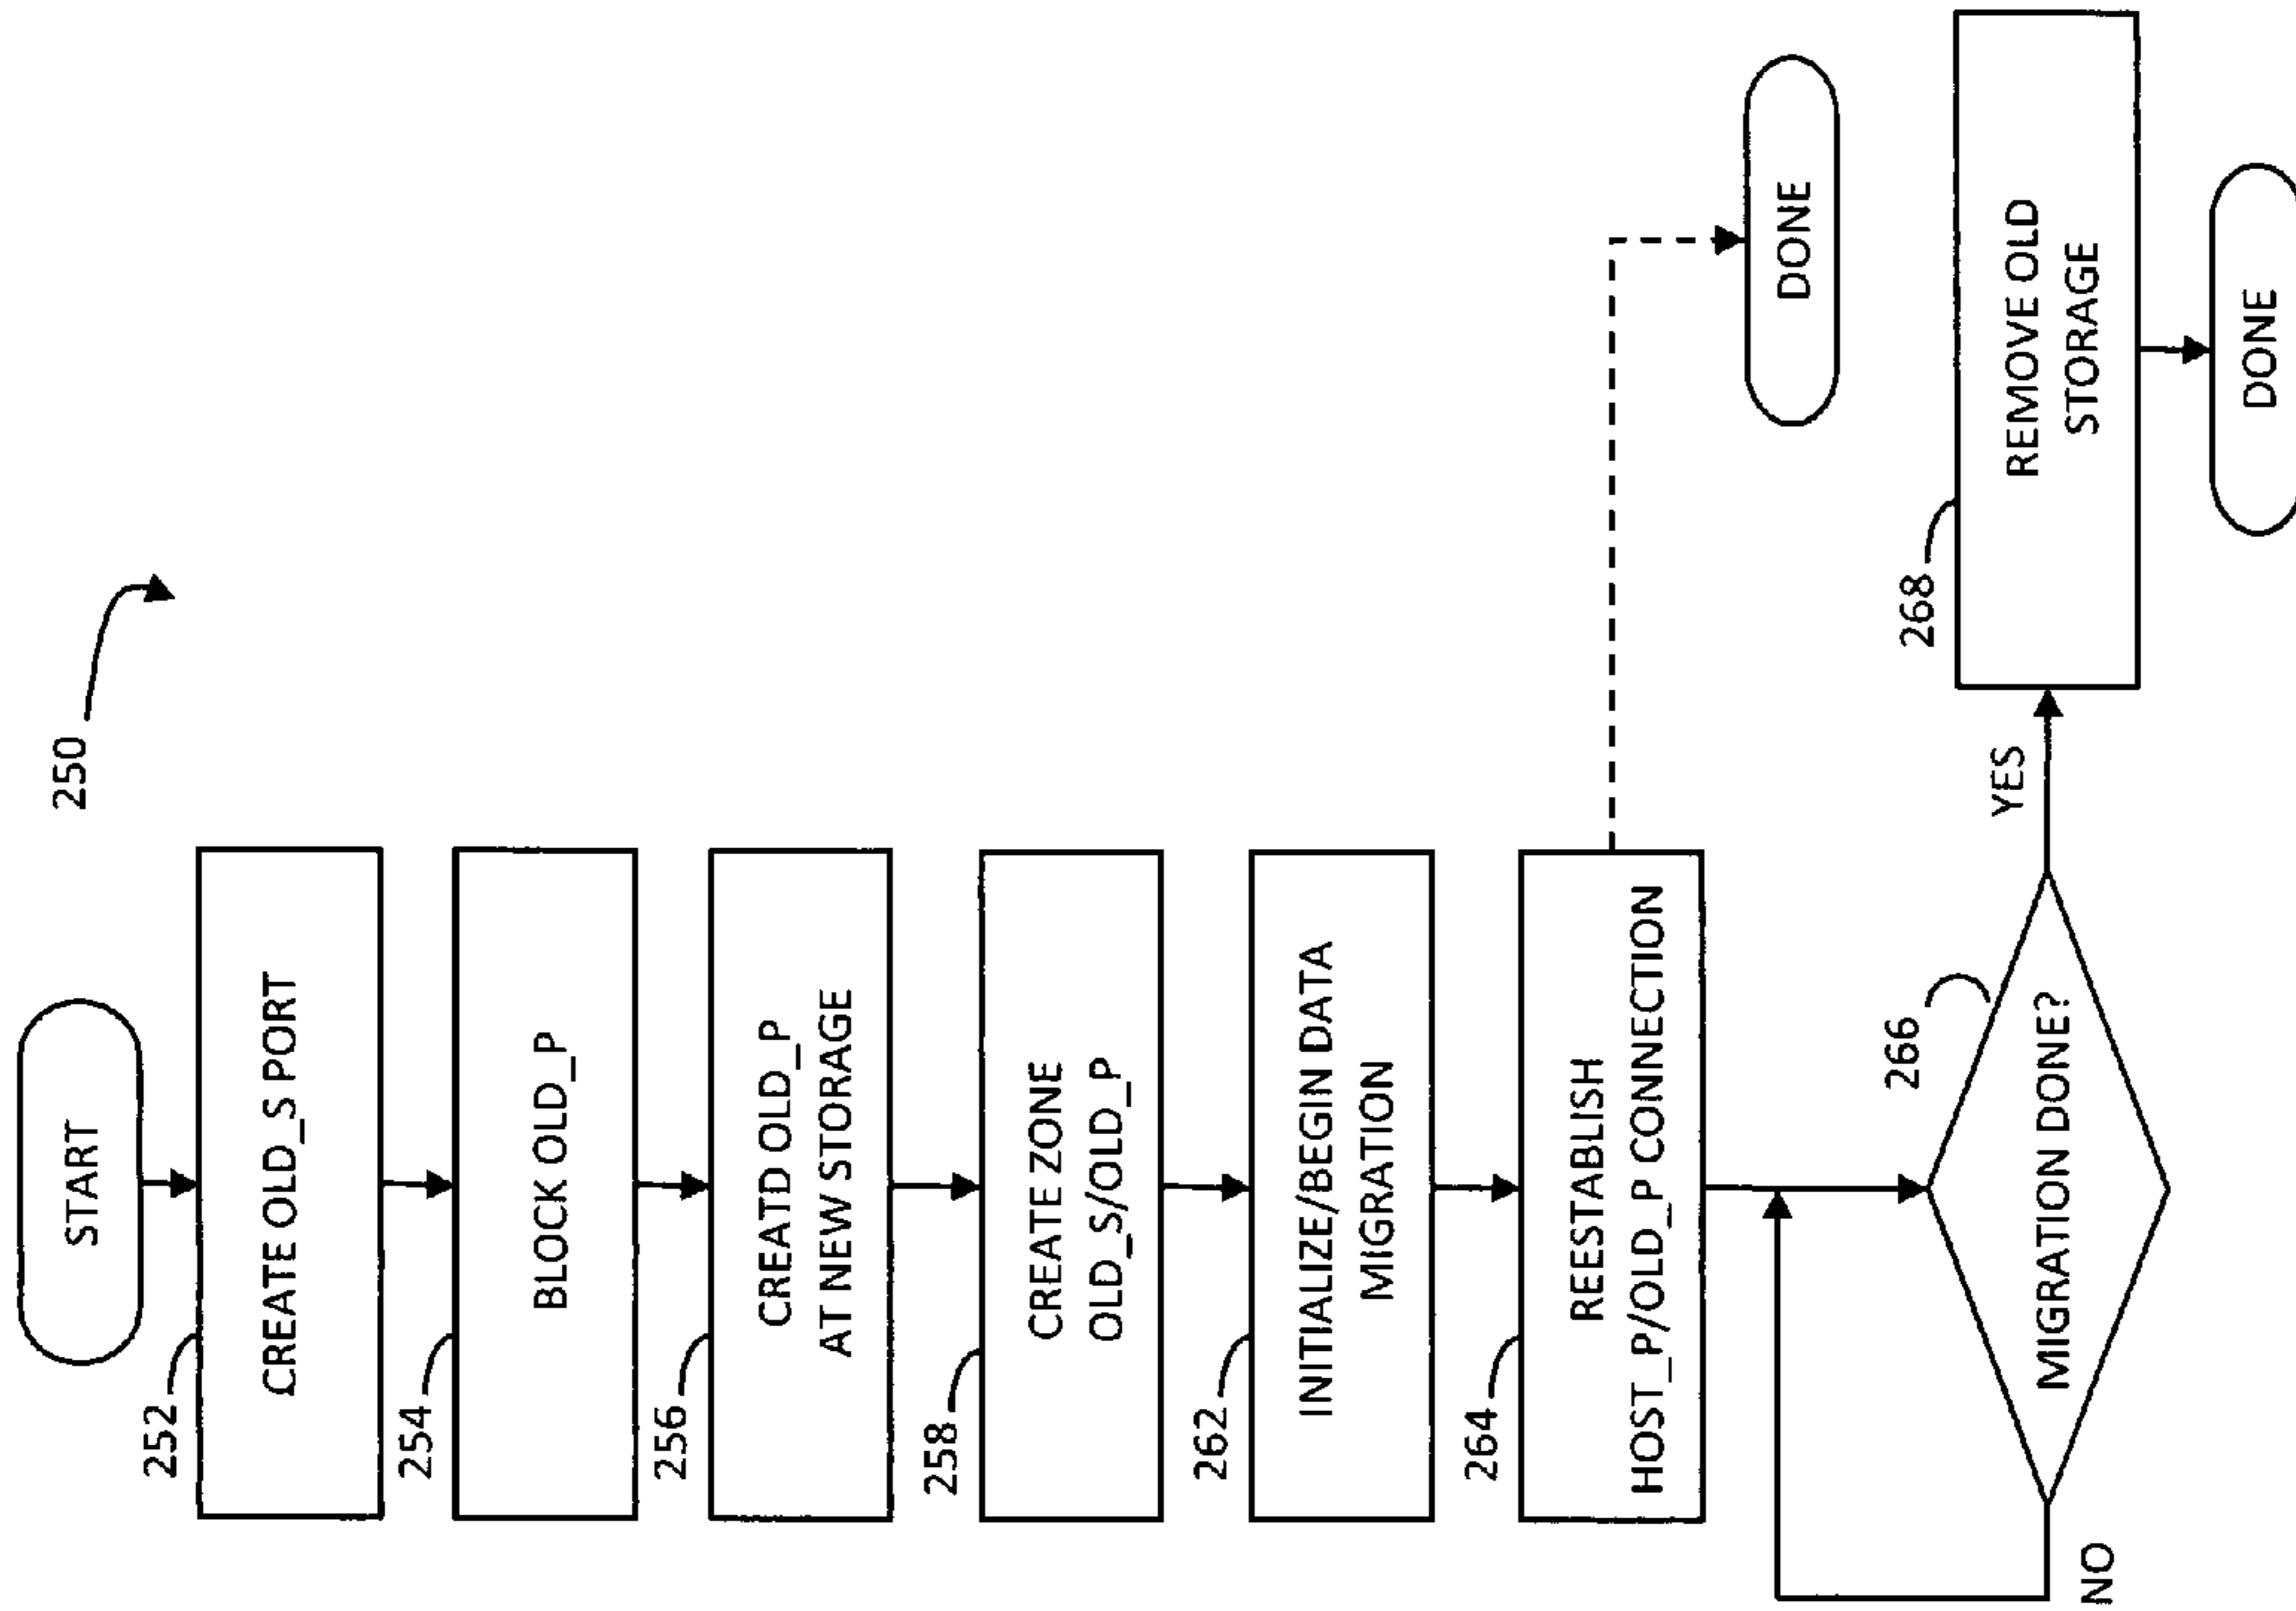 250
START
252
CREATE OLD_S PORT
254
BLOCK OLD_P
256
CREATD OLD_P
AT NEW STORAGE
258
CREATE ZONE
OLD_S/OLD_P
262
INITIALIZE/BEGIN DATA
MIGRATION
264
REESTABLISH
HOST_P/OLD_P CONNECTION
DONE
266
MIGRATION DONE?
NO
YES
268
REMOVE OLD
STORAGE
DONE